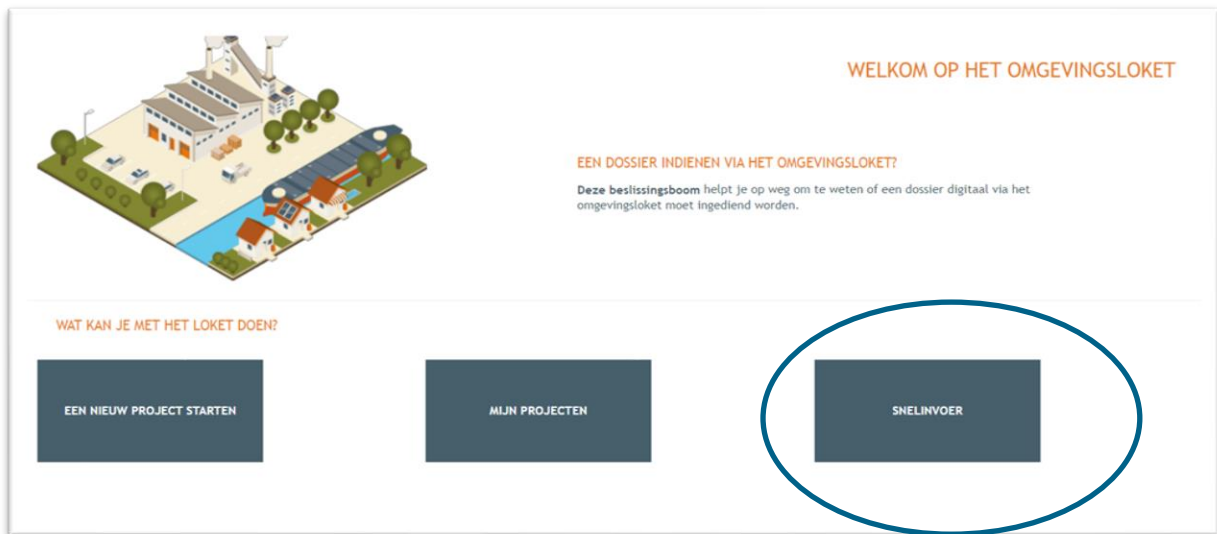 WELKOM OP HET OMGEVINGSLOKET
EEN DOSSIER INDIENEN VIA HET OMGEVINGSLOKET?
Deze beslissingsboom helpt je op weg om te weten of een dossier digitaal via het
omgevingsloket moet ingediend worden.
WAT KAN JE MET HET LOKET DOEN?
EEN NIEUW PROJECT STARTEN
MIJN PROJECTEN
SNELINVOER